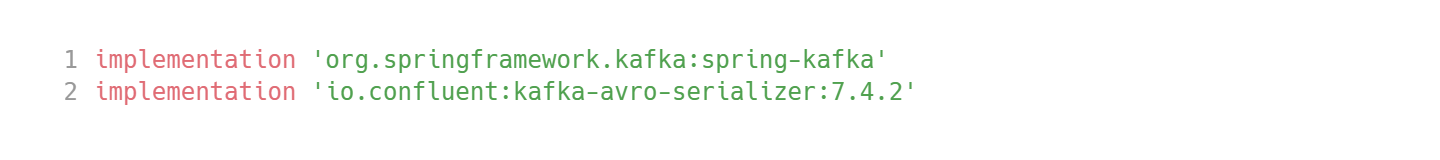 1 implementation 'org.springframework.kafka:spring-kafka'
2 implementation 'io.confluent:kafka-avro-serializer:7.4.2'